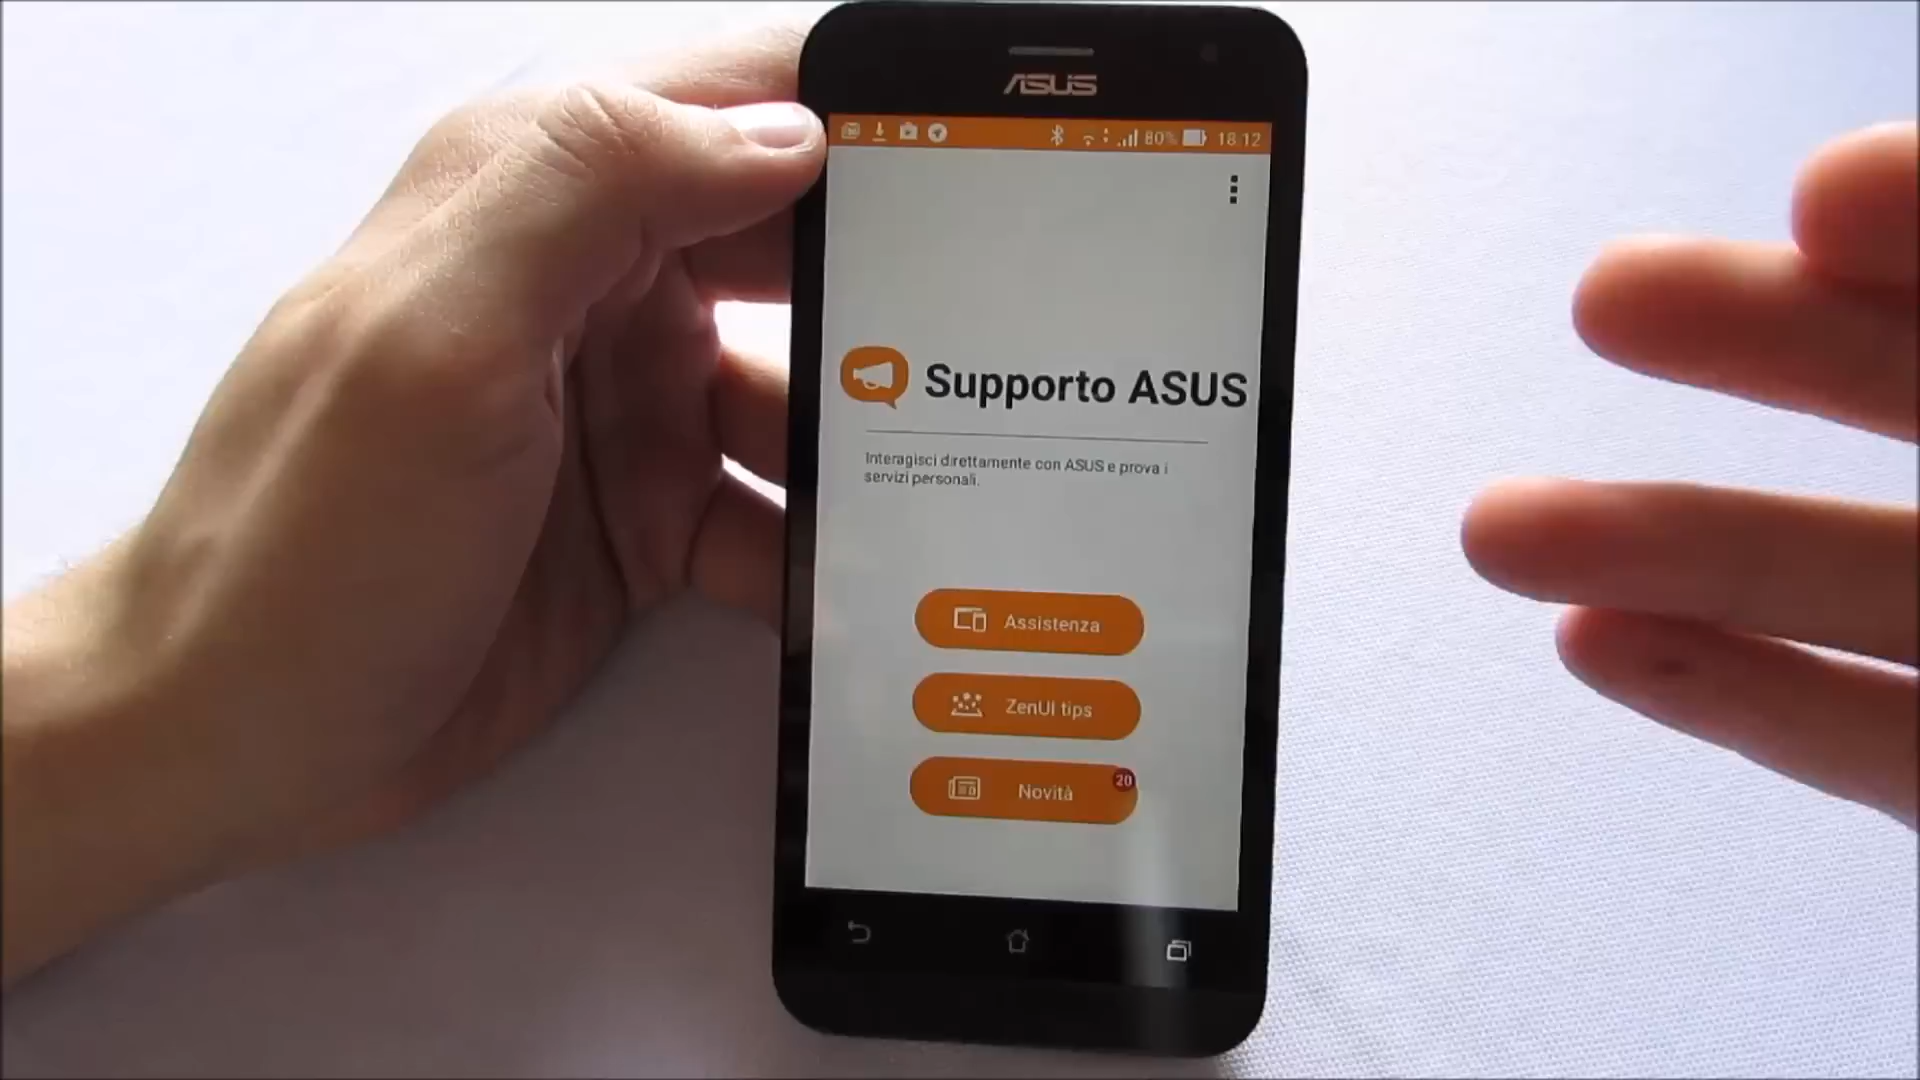 ASUS
80% 18:12
Supporto ASUS
Interagisci direttamente con ASUS e prova i
servizi personali.
Assistenza
ZenUI tips
Novità 20